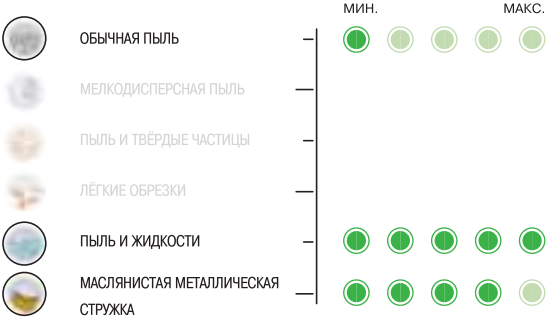 МИН. МАКС.
ОБЫЧНАЯ ПЫЛЬ
МЕЛКОДИСПЕРСНАЯ ПЫЛЬ
ПЫЛЬ И ТВЁРДЫЕ ЧАСТИЦЫ
ЛЁГКИЕ ОБРЕЗКИ
ПЫЛЬ И ЖИДКОСТИ
МАСЛЯНИСТАЯ МЕТАЛЛИЧЕСКАЯ
СТРУЖКА